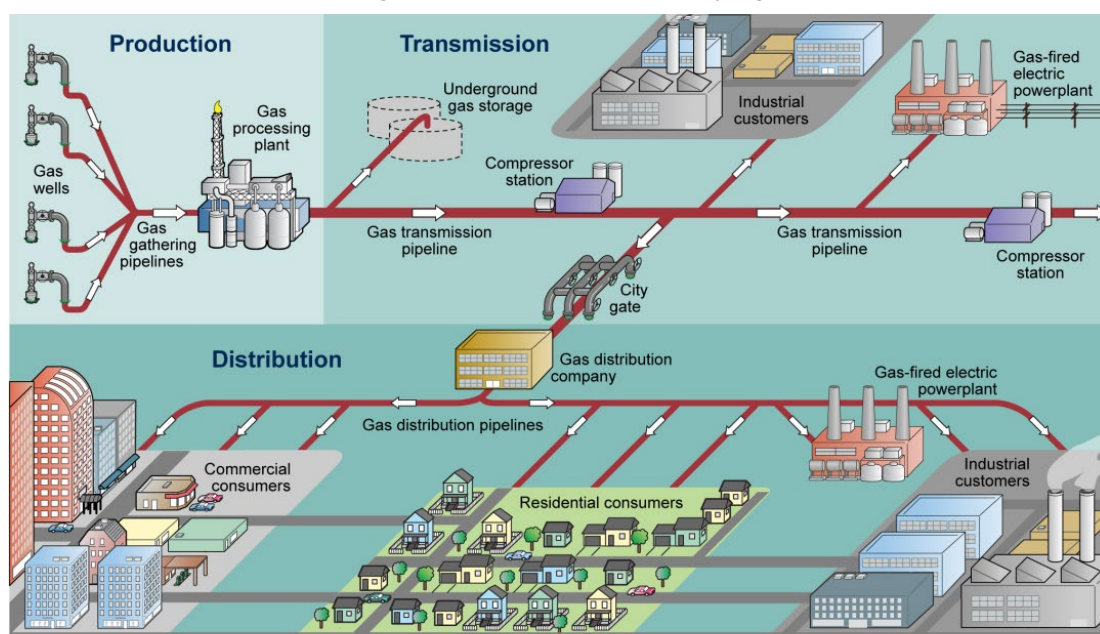 Production
Gas
wells
Gas
gathering
pipelines
Gas
processing
plant
Transmission
Underground
gas storage
Gas transmission
pipeline
Compressor
station
Industrial
customers
Gas-fired
electric
powerplant
Gas transmission
pipeline
Compressor
station
City
gate
Distribution
Gas distribution
company
Gas distribution pipelines
Gas-fired electric
powerplant
Commercial
consumers
Residential consumers
Industrial
customers